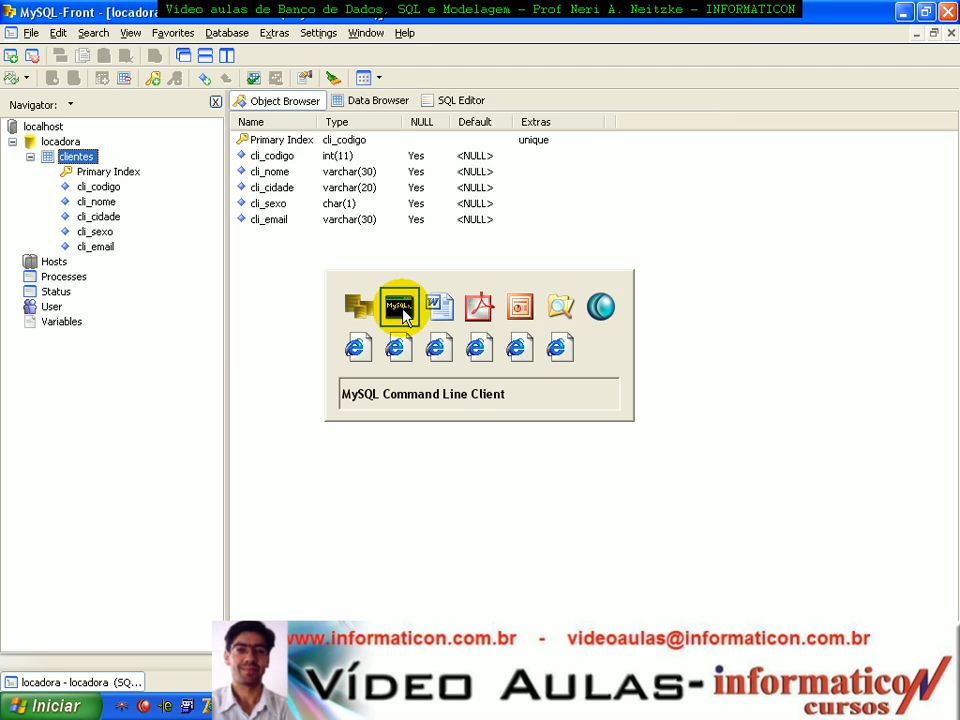 MySQL-Front - [locadora
Vídeo aulas de Banco de Dados, SQL e Modelagem - Prof Neri A. Neitzke - INFORMATICON
File Edit Search View Favorites Database Extras Settings Window Help
Navigator:
Object Browser Data Browser SQL Editor
Name Type NULL Default Extras
Primary Index cli_codigo unique
cli_codigo int(11) Yes <NULL>
cli_nome varchar(30) Yes <NULL>
cli_cidade varchar(20) Yes <NULL>
cli_sexo char(1) Yes <NULL>
cli_email varchar(30) Yes <NULL>
localhost
locadora
clientes
Primary Index
cli_codigo
cli_nome
cli_cidade
cli_sexo
cli_email
Hosts
Processes
Status
User
Variables
MySQL
MySQL Command Line Client
www.informaticon.com.br - videoaulas@informaticon.com.br
VÍDEO AULAS- informaticon
cursos
locadora - locadora (SQ...
Iniciar